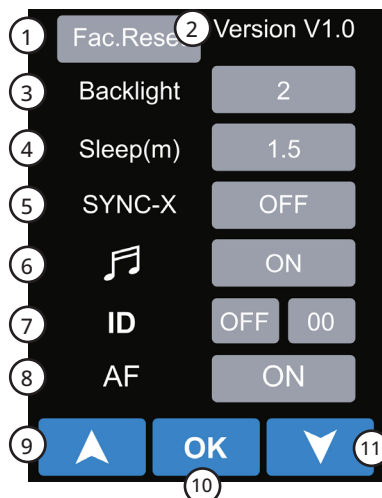 1 Fac.Rese 2 Version V1.0
3 Backlight 2
4 Sleep(m) 1.5
5 SYNC-X OFF
6 ON
7 ID OFF 00
8 AF ON
9 OK 11
10